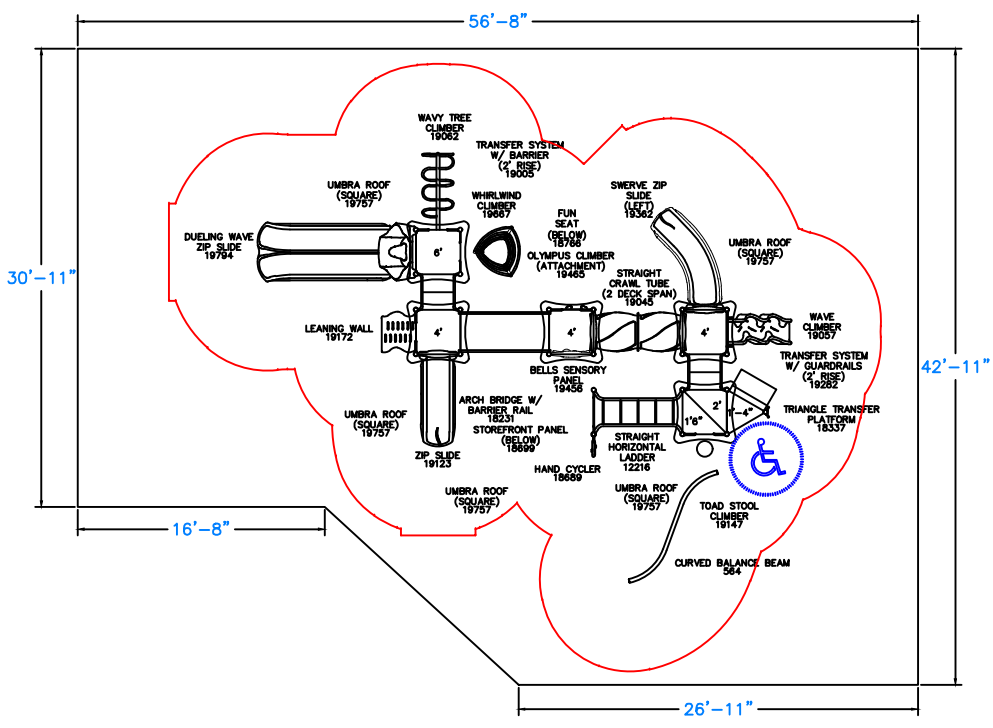 56'-8"
WAVY TREE
CLIMBER
19062
TRANSFER SYSTEM
W/ BARRIER
(2' RISE)
19005
UMBRA ROOF
(SQUARE)
19757
WHIRLWIND
CLIMBER
19667
SWERVE ZIP
SLIDE
(LEFT)
19362
FUN
SEAT
(BELOW)
18766
DUELING WAVE
ZIP SLIDE
19794
UMBRA ROOF
(SQUARE)
19757
6'
OLYMPUS CLIMBER
(ATTACHMENT)
19465
STRAIGHT
CRAWL TUBE
(2 DECK SPAN)
19045
30'-11"
LEANING WALL
19172
4'
4'
4'
WAVE
CLIMBER
19057
42'-11"
BELLS SENSORY
PANEL
19456
TRANSFER SYSTEM
W/ GUARDRAILS
(2' RISE)
19282
ARCH BRIDGE W/
BARRIER RAIL
18231
2'
1'-4"
1'6"
TRIANGLE TRANSFER
PLATFORM
18337
UMBRA ROOF
(SQUARE)
19757
STOREFRONT PANEL
(BELOW)
18699
ZIP SLIDE
19123
STRAIGHT
HORIZONTAL
LADDER
12216
HAND CYCLER
18689
UMBRA ROOF
(SQUARE)
19757
UMBRA ROOF
(SQUARE)
19757
TOAD STOOL
CLIMBER
19147
16'-8"
CURVED BALANCE BEAM
564
26'-11"